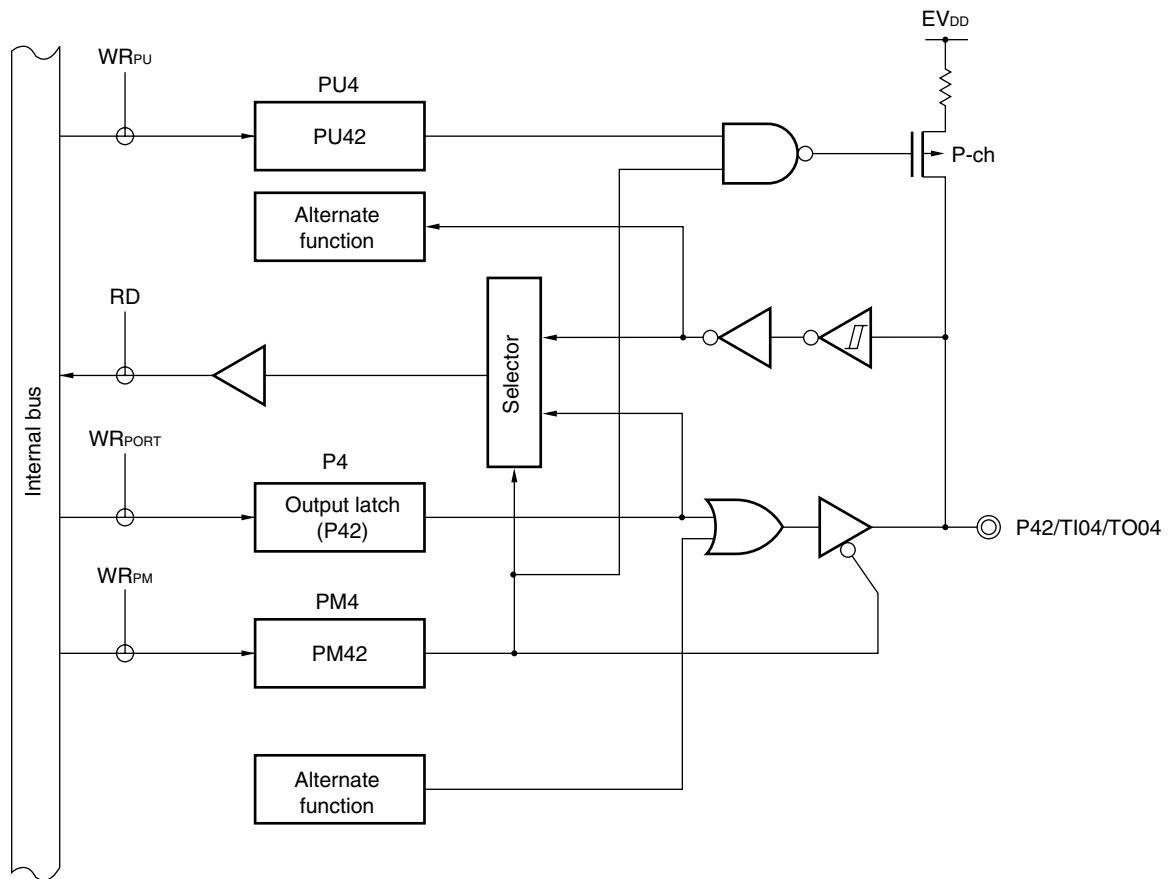 EVDD
WRPU
PU4
PU42
P-ch
Alternate
function
RD
Selector
Internal bus
WRPORT
P4
Output latch
(P42)
P42/TI04/TO04
WRPM
PM4
PM42
Alternate
function